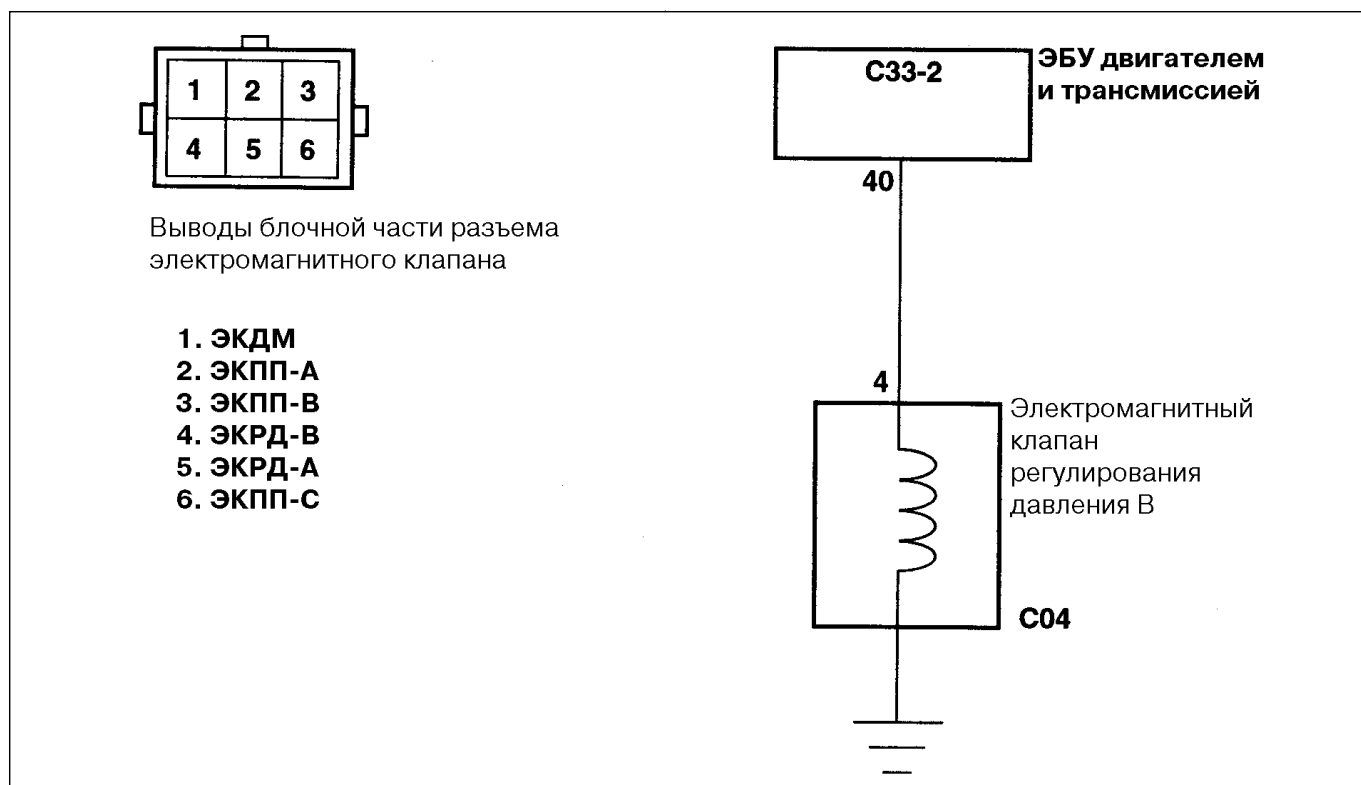 1 2 3
4 5 6
Выводы блочной части разъема
электромагнитного клапана
1. ЭКДМ
2. ЭКПП-А
3. ЭКПП-В
4. ЭКРД-В
5. ЭКРД-А
6. ЭКПП-С
С33-2
ЭБУ двигателем
и трансмиссией
40
4
Электромагнитный
клапан
регулирования
давления В
С04